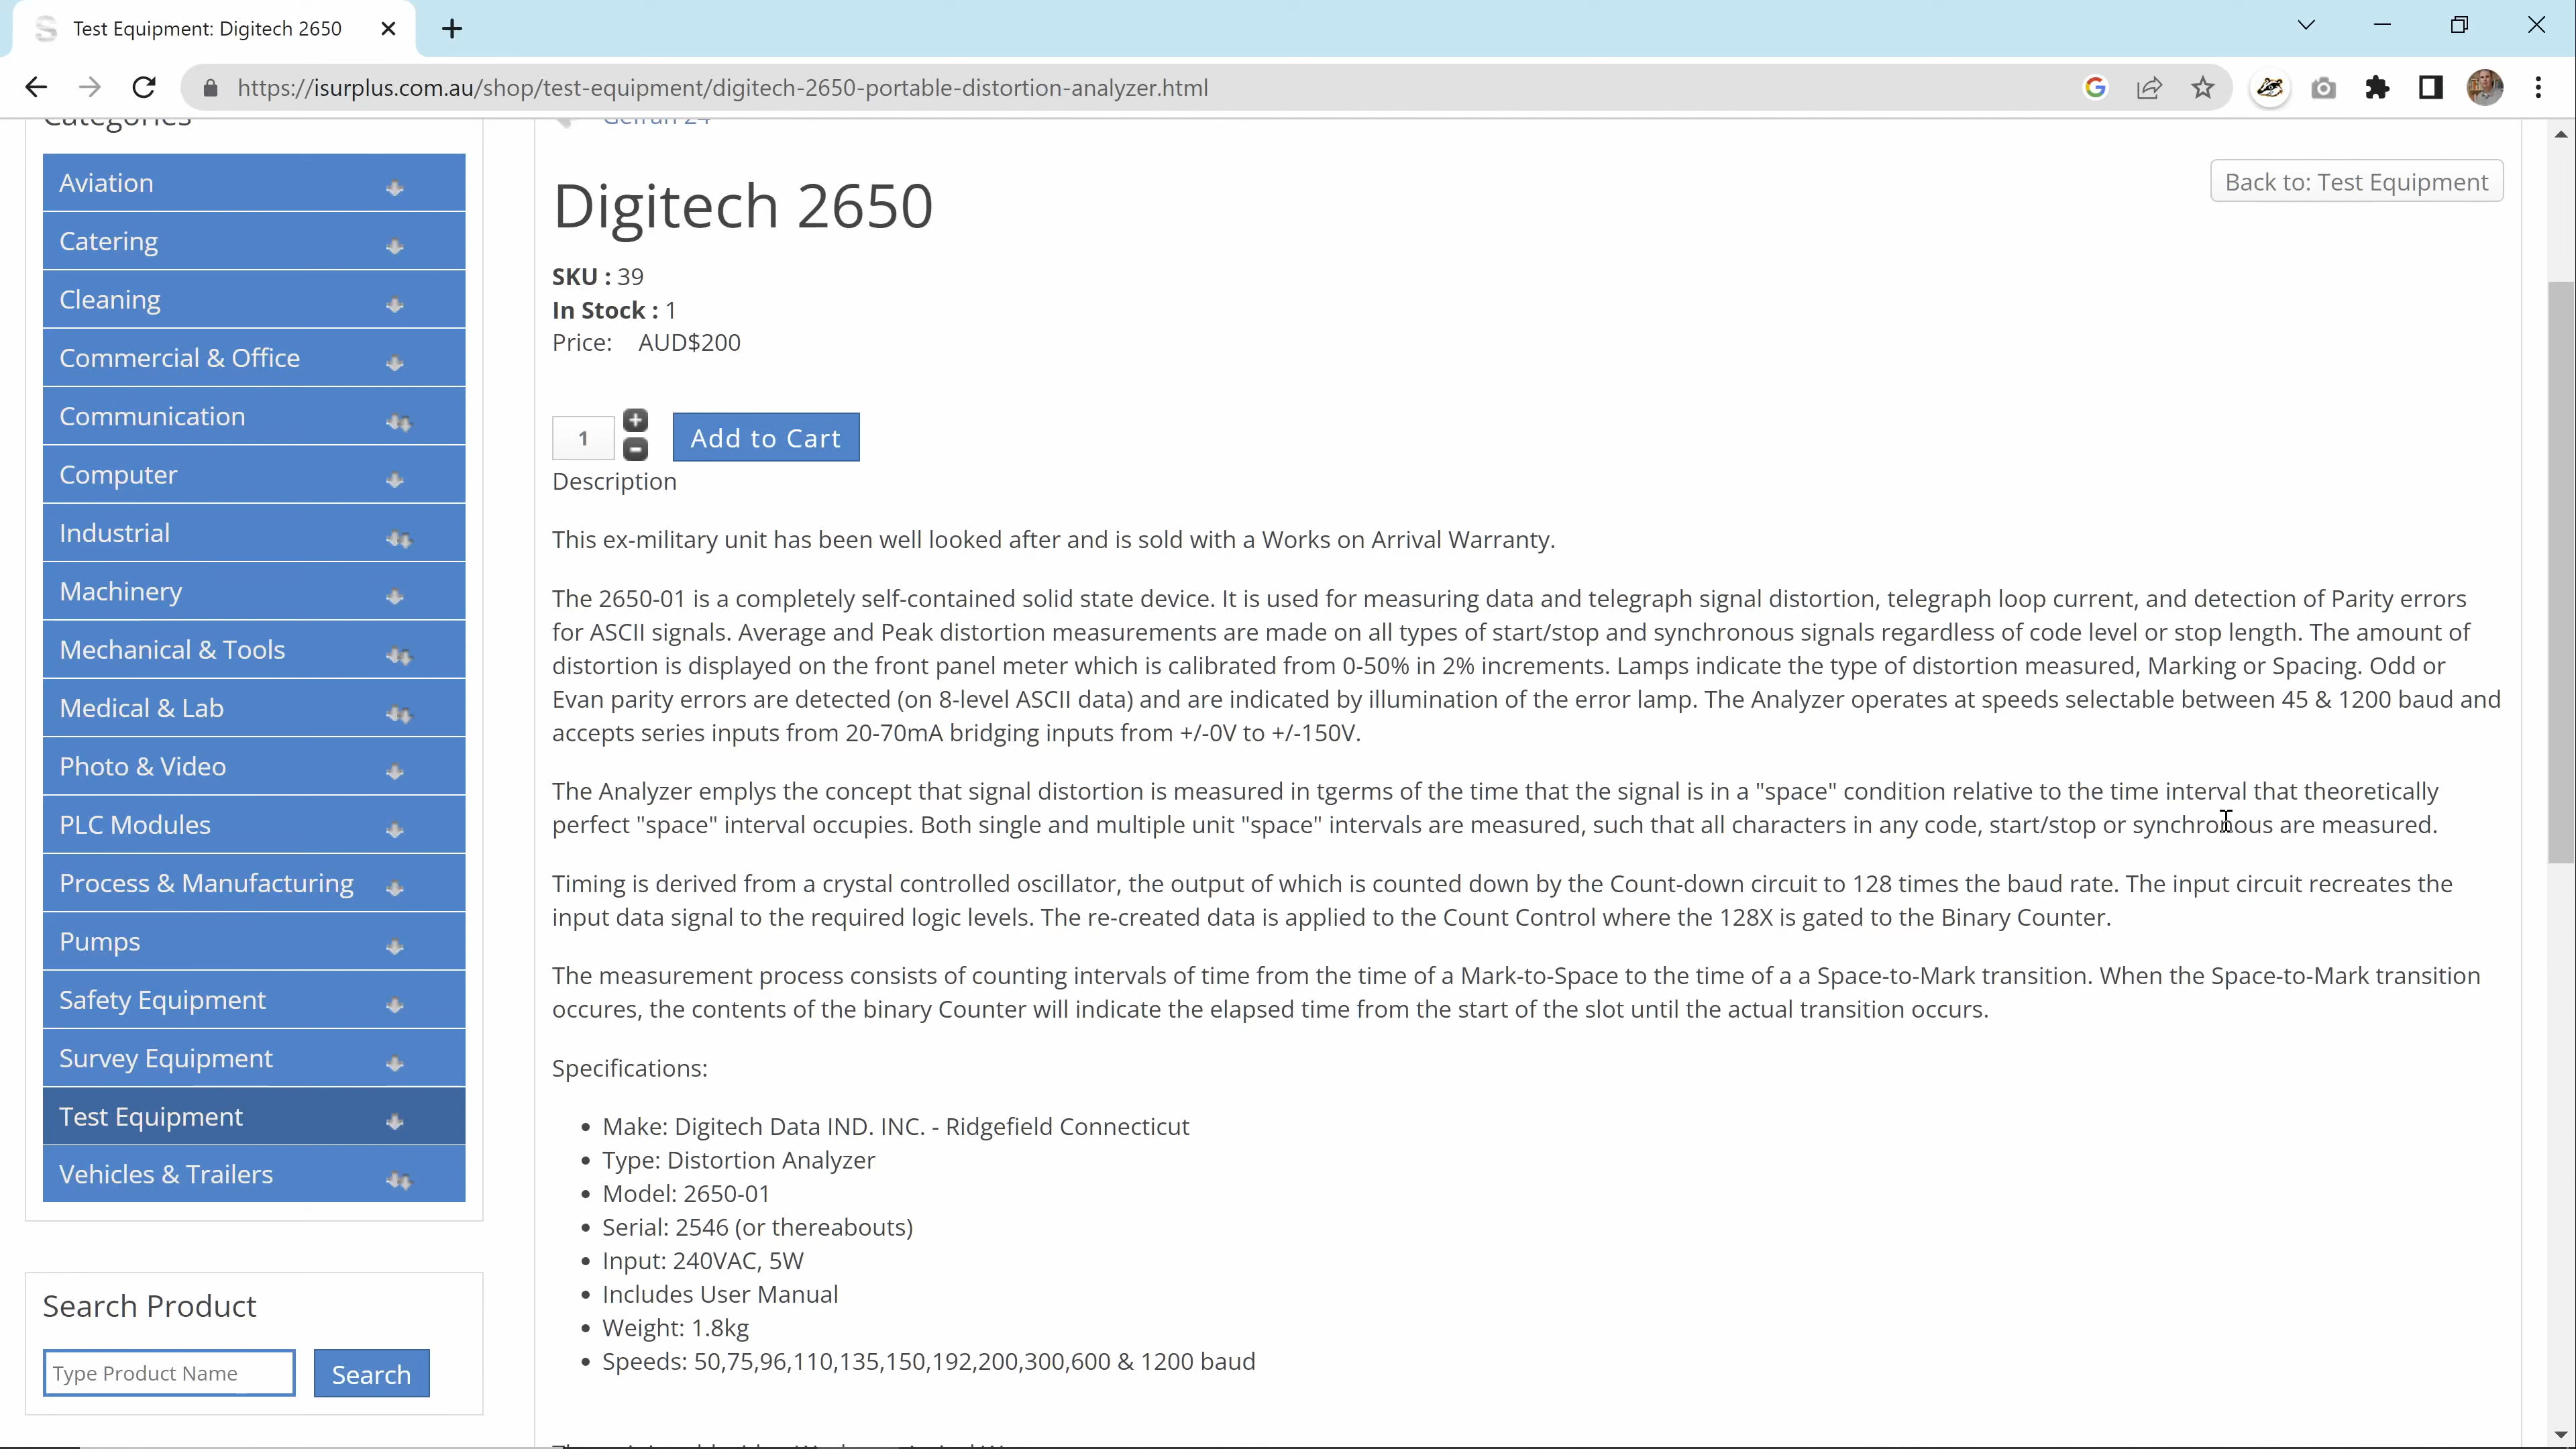 Test Equipment: Digitech 2650
https://isurplus.com.au/shop/test-equipment/digitech-2650-portable-distortion-analyzer.html
Categories
Aviation
Catering
Cleaning
Commercial & Office
Communication
Computer
Industrial
Machinery
Mechanical & Tools
Medical & Lab
Photo & Video
PLC Modules
Process & Manufacturing
Pumps
Safety Equipment
Survey Equipment
Test Equipment
Vehicles & Trailers
Search Product
Type Product Name
Search
Gefran 24
Back to: Test Equipment
Digitech 2650
SKU : 39
In Stock : 1
Price: AUD$200
1
Add to Cart
Description
This ex-military unit has been well looked after and is sold with a Works on Arrival Warranty.
The 2650-01 is a completely self-contained solid state device. It is used for measuring data and telegraph signal distortion, telegraph loop current, and detection of Parity errors
for ASCII signals. Average and Peak distortion measurements are made on all types of start/stop and synchronous signals regardless of code level or stop length. The amount of
distortion is displayed on the front panel meter which is calibrated from 0-50% in 2% increments. Lamps indicate the type of distortion measured, Marking or Spacing. Odd or
Evan parity errors are detected (on 8-level ASCII data) and are indicated by illumination of the error lamp. The Analyzer operates at speeds selectable between 45 & 1200 baud and
accepts series inputs from 20-70mA bridging inputs from +/-0V to +/-150V.
The Analyzer emplys the concept that signal distortion is measured in tgerms of the time that the signal is in a "space" condition relative to the time interval that theoretically
perfect "space" interval occupies. Both single and multiple unit "space" intervals are measured, such that all characters in any code, start/stop or synchronous are measured.
Timing is derived from a crystal controlled oscillator, the output of which is counted down by the Count-down circuit to 128 times the baud rate. The input circuit recreates the
input data signal to the required logic levels. The re-created data is applied to the Count Control where the 128X is gated to the Binary Counter.
The measurement process consists of counting intervals of time from the time of a Mark-to-Space to the time of a a Space-to-Mark transition. When the Space-to-Mark transition
occures, the contents of the binary Counter will indicate the elapsed time from the start of the slot until the actual transition occurs.
Specifications:
Make: Digitech Data IND. INC. - Ridgefield Connecticut
Type: Distortion Analyzer
Model: 2650-01
Serial: 2546 (or thereabouts)
Input: 240VAC, 5W
Includes User Manual
Weight: 1.8kg
Speeds: 50,75,96,110,135,150,192,200,300,600 & 1200 baud